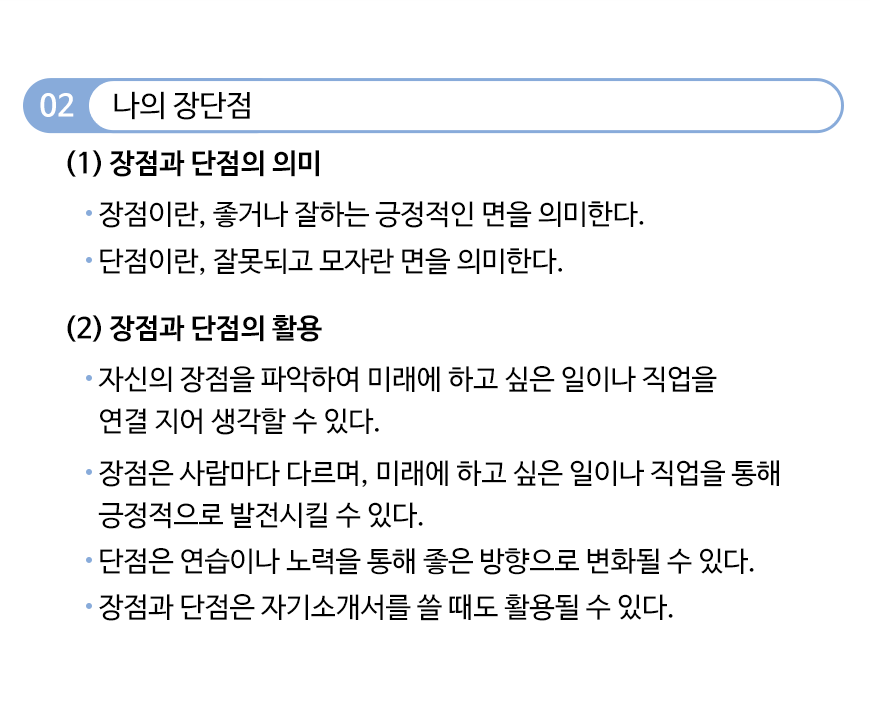 02 나의 장단점
(1) 장점과 단점의 의미
• 장점이란, 좋거나 잘하는 긍정적인 면을 의미한다.
• 단점이란, 잘못되고 모자란 면을 의미한다.
(2) 장점과 단점의 활용
• 자신의 장점을 파악하여 미래에 하고 싶은 일이나 직업을
연결 지어 생각할 수 있다.
• 장점은 사람마다 다르며, 미래에 하고 싶은 일이나 직업을 통해
긍정적으로 발전시킬 수 있다.
• 단점은 연습이나 노력을 통해 좋은 방향으로 변화될 수 있다.
• 장점과 단점은 자기소개서를 쓸 때도 활용될 수 있다.